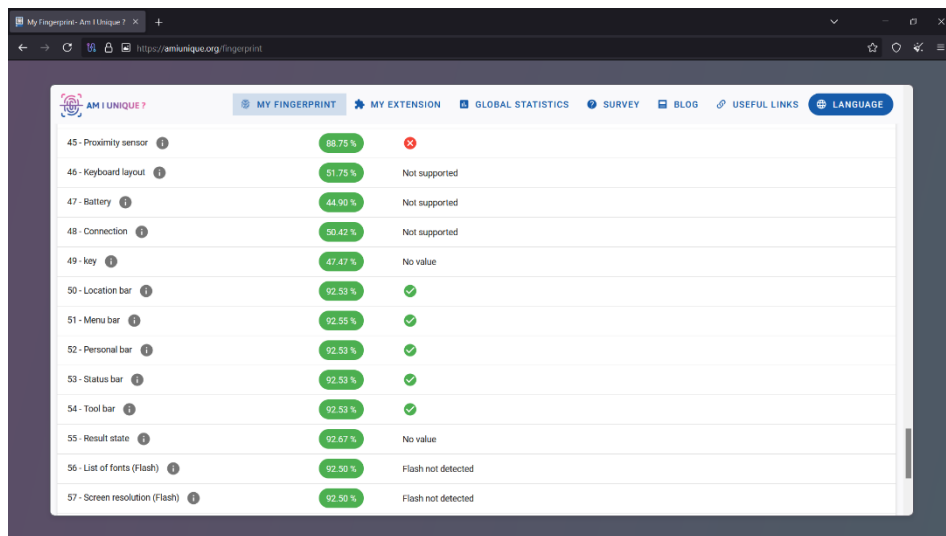 My Fingerprint- Am I Unique ?
https://amiunique.org/fingerprint
AM I UNIQUE ? MY FINGERPRINT MY EXTENSION GLOBAL STATISTICS SURVEY BLOG USEFUL LINKS LANGUAGE
45 - Proximity sensor 88.75 %
46 - Keyboard layout 51.75 % Not supported
47 - Battery 44.90 % Not supported
48 - Connection 50.42 % Not supported
49 - key 47.47 % No value
50 - Location bar 92.53 %
51 - Menu bar 92.55 %
52 - Personal bar 92.53 %
53 - Status bar 92.53 %
54 - Tool bar 92.53 %
55 - Result state 92.67 % No value
56 - List of fonts (Flash) 92.50 % Flash not detected
57 - Screen resolution (Flash) 92.50 % Flash not detected